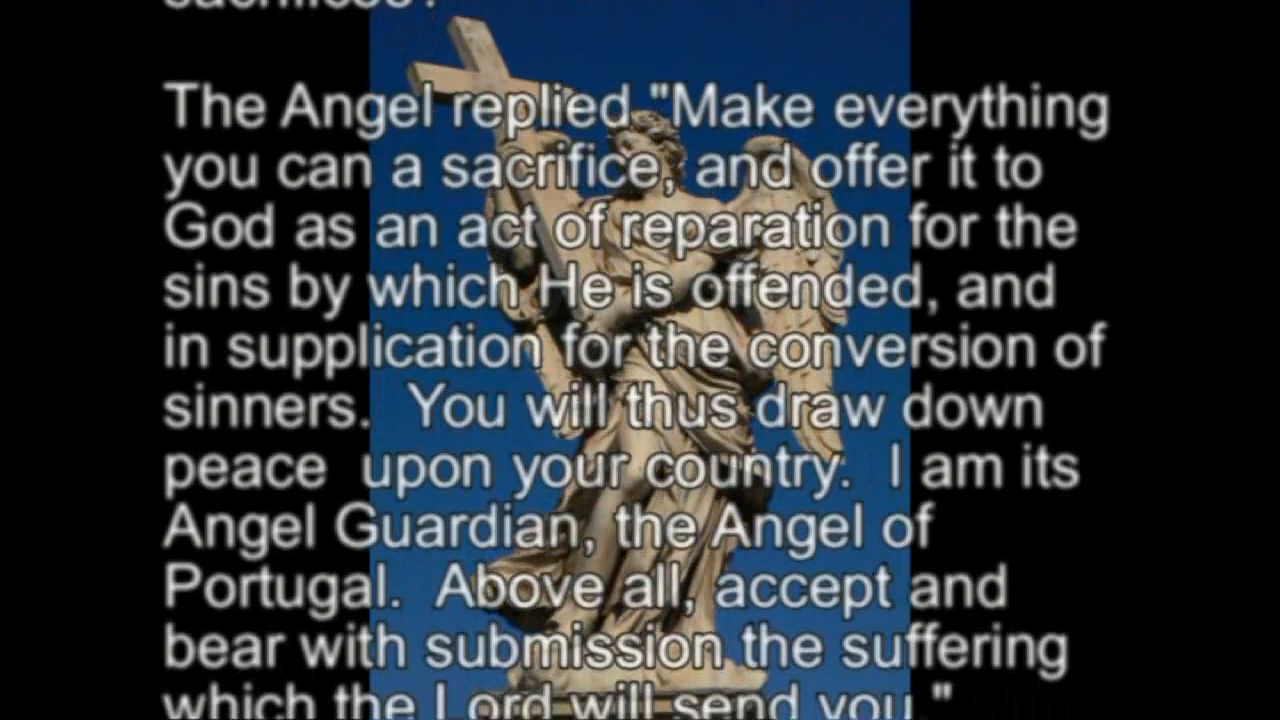 The Angel replied "Make everything
you can a sacrifice, and offer it to
God as an act of reparation for the
sins by which He is offended, and
in supplication for the conversion of
sinners.  You will thus draw down
peace  upon your country.  I am its
Angel Guardian, the Angel of
Portugal.  Above all, accept and
bear with submission the suffering
which the Lord will send you."